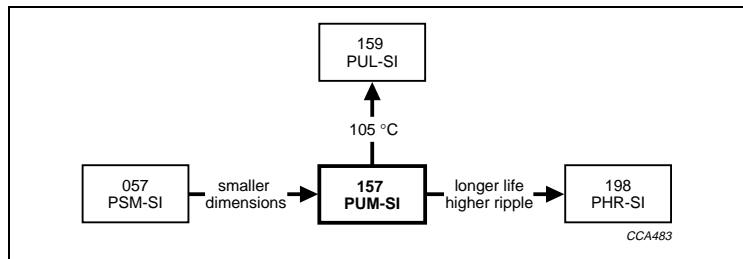 159
PUL-SI
105 °C
057
PSM-SI
smaller
dimensions
157
PUM-SI
longer life
higher ripple
198
PHR-SI
CCA483